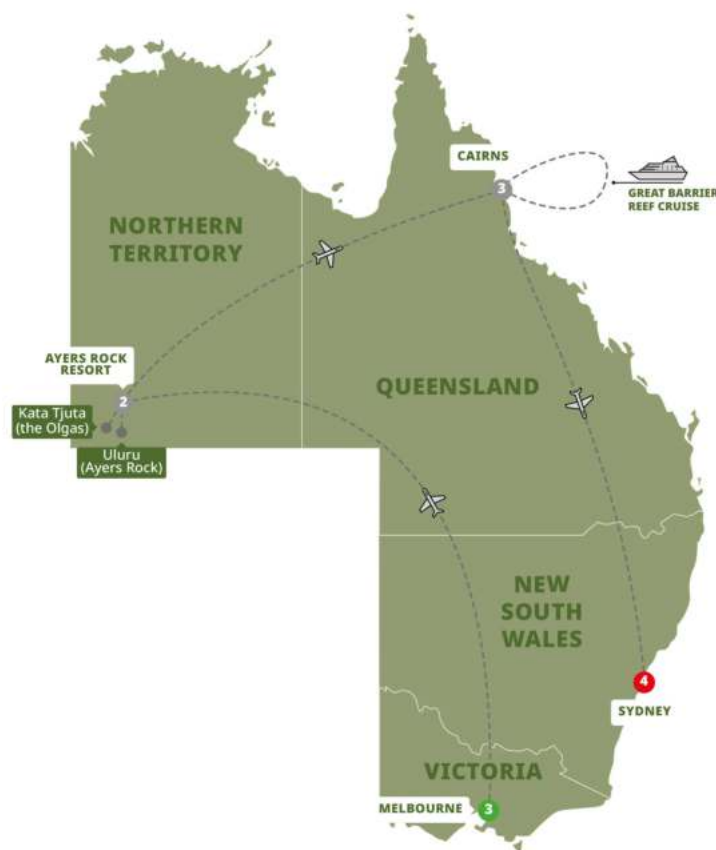 CAIRNS
3
GREAT BARRIER
REEF CRUISE
NORTHERN
TERRITORY
AYERS ROCK
RESORT
2
QUEENSLAND
Kata Tjuta
(the Olgas)
Uluru
(Ayers Rock)
NEW
SOUTH
WALES
4
SYDNEY
VICTORIA
MELBOURNE
3